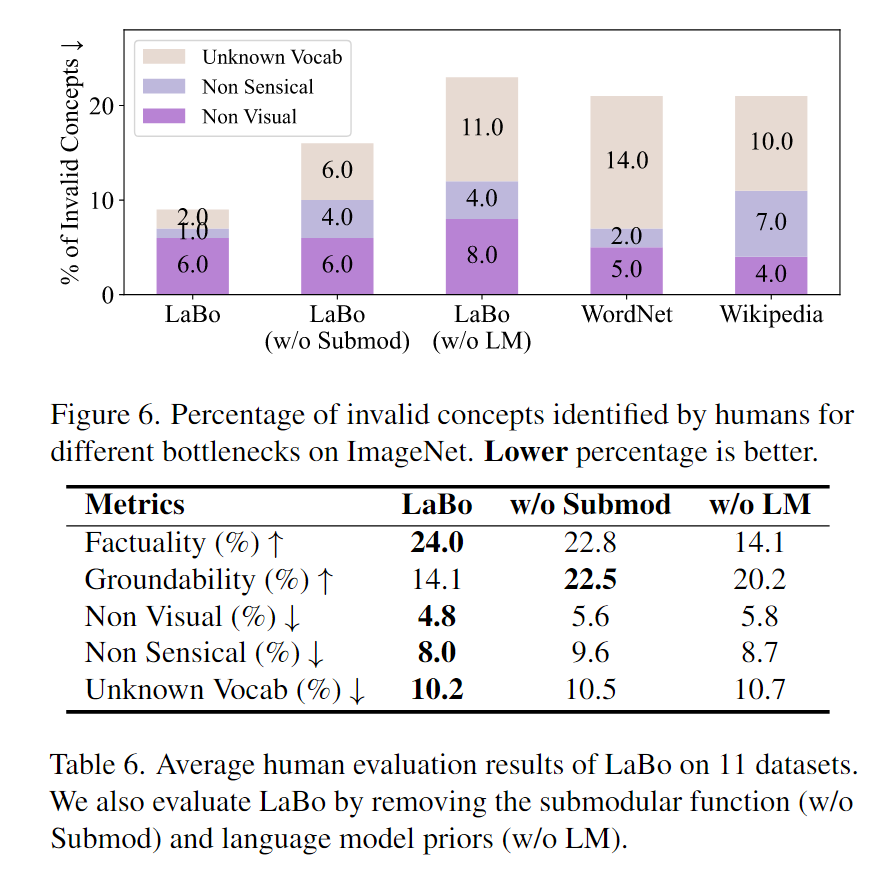 % of Invalid Concepts ↓
20
10
0
Unknown Vocab
Non Sensical
Non Visual
2.0
1.0
6.0
6.0
4.0
6.0
11.0
4.0
8.0
14.0
2.0
5.0
10.0
7.0
4.0
LaBo
LaBo
(w/o Submod)
LaBo
(w/o LM)
WordNet
Wikipedia
Figure 6. Percentage of invalid concepts identified by humans for
different bottlenecks on ImageNet. Lower percentage is better.
Metrics LaBo w/o Submod w/o LM
Factuality (%) ↑ 24.0 22.8 14.1
Groundability (%) ↑ 14.1 22.5 20.2
Non Visual (%) ↓ 4.8 5.6 5.8
Non Sensical (%) ↓ 8.0 9.6 8.7
Unknown Vocab (%) ↓ 10.2 10.5 10.7
Table 6. Average human evaluation results of LaBo on 11 datasets.
We also evaluate LaBo by removing the submodular function (w/o
Submod) and language model priors (w/o LM).